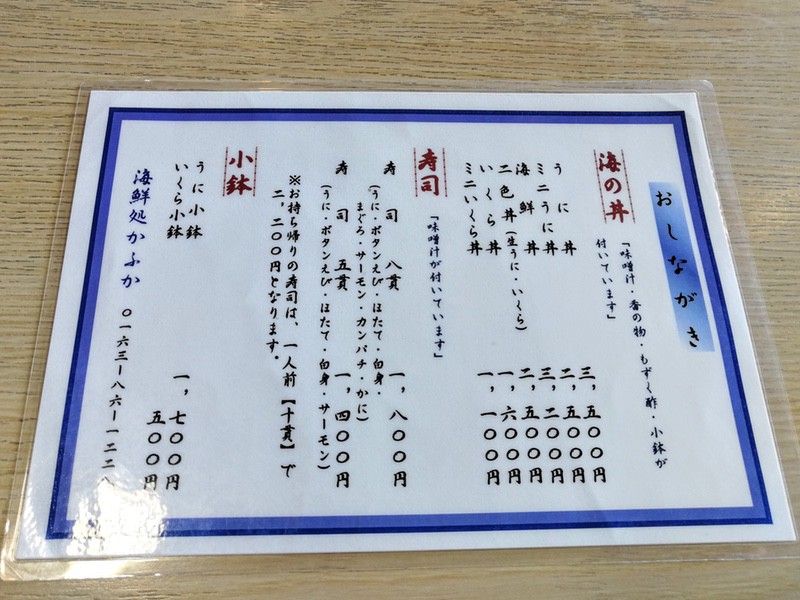 おしながき
海の丼
「味噌汁・香の物・もずく酢・小鉢が
付いています」
うに丼 三,五〇〇円
ミニうに丼 二,五〇〇円
海鮮丼 三,二〇〇円
二色丼(生うに・いくら) 二,五〇〇円
いくら丼 一,六〇〇円
ミニいくら丼 一,一〇〇円
寿司
「味噌汁が付いています」
寿司 八貫 一,八〇〇円
(うに・ボタンえび・ほたて・白身・
まぐろ・サーモン・カンパチ・かに)
寿司 五貫 一,四〇〇円
(うに・ボタンえび・ほたて・白身・サーモン)
※お持ち帰りの寿司は、一人前【十貫】で
二,二〇〇円となります。
小鉢
うに小鉢 一,七〇〇円
いくら小鉢 五〇〇円
海鮮処かふか 〇一六三ー八六ー一二二八